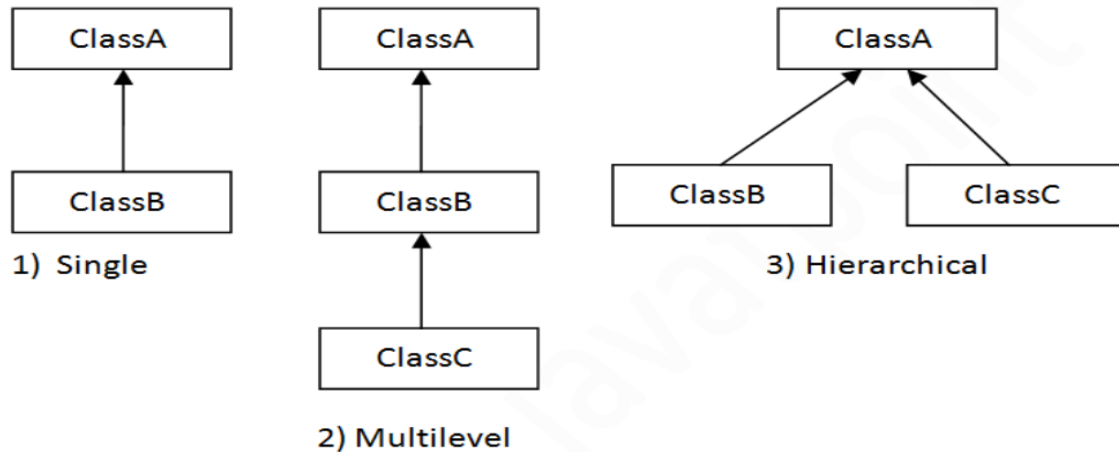 ClassA
ClassB
1) Single
ClassA
ClassB
ClassC
2) Multilevel
ClassA
ClassB
ClassC
3) Hierarchical